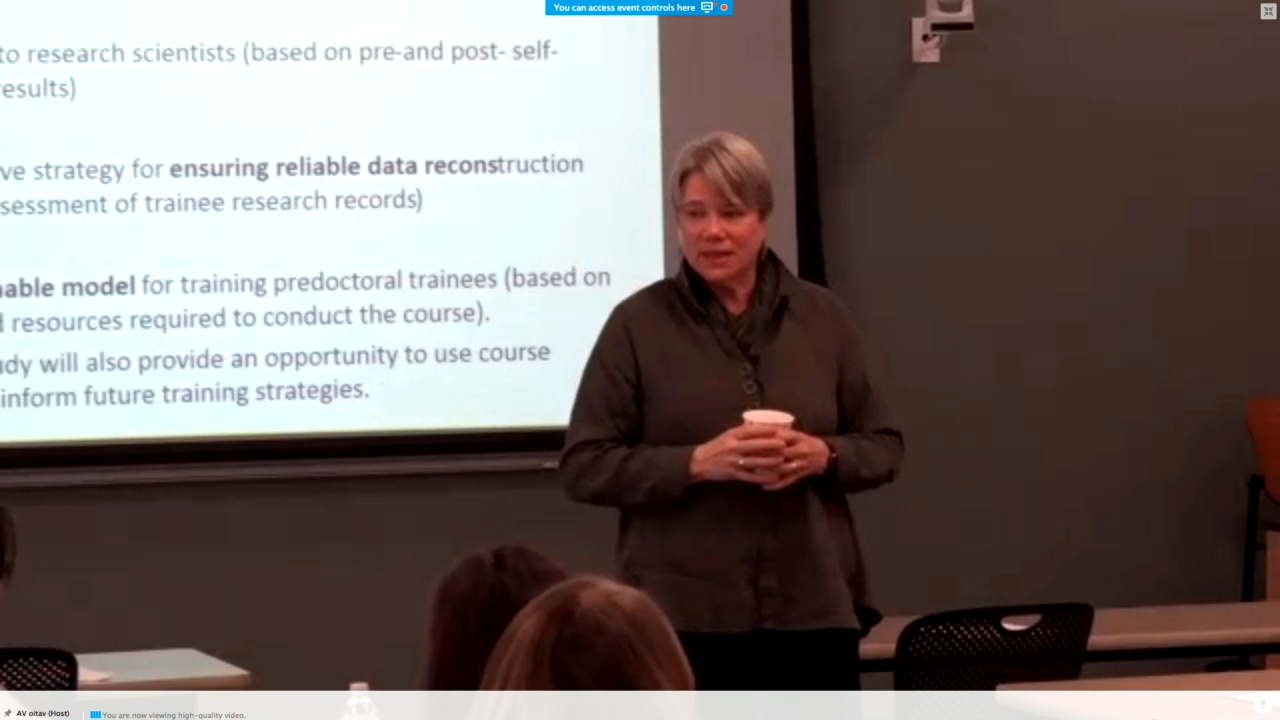 You can access event controls here
to research scientists (based on pre-and post- self-
esults)
ve strategy for ensuring reliable data reconstruction
sessment of trainee research records)
able model for training predoctoral trainees (based on
resources required to conduct the course).
udy will also provide an opportunity to use course
inform future training strategies.
AV oitav (Host)
You are now viewing high-quality video.